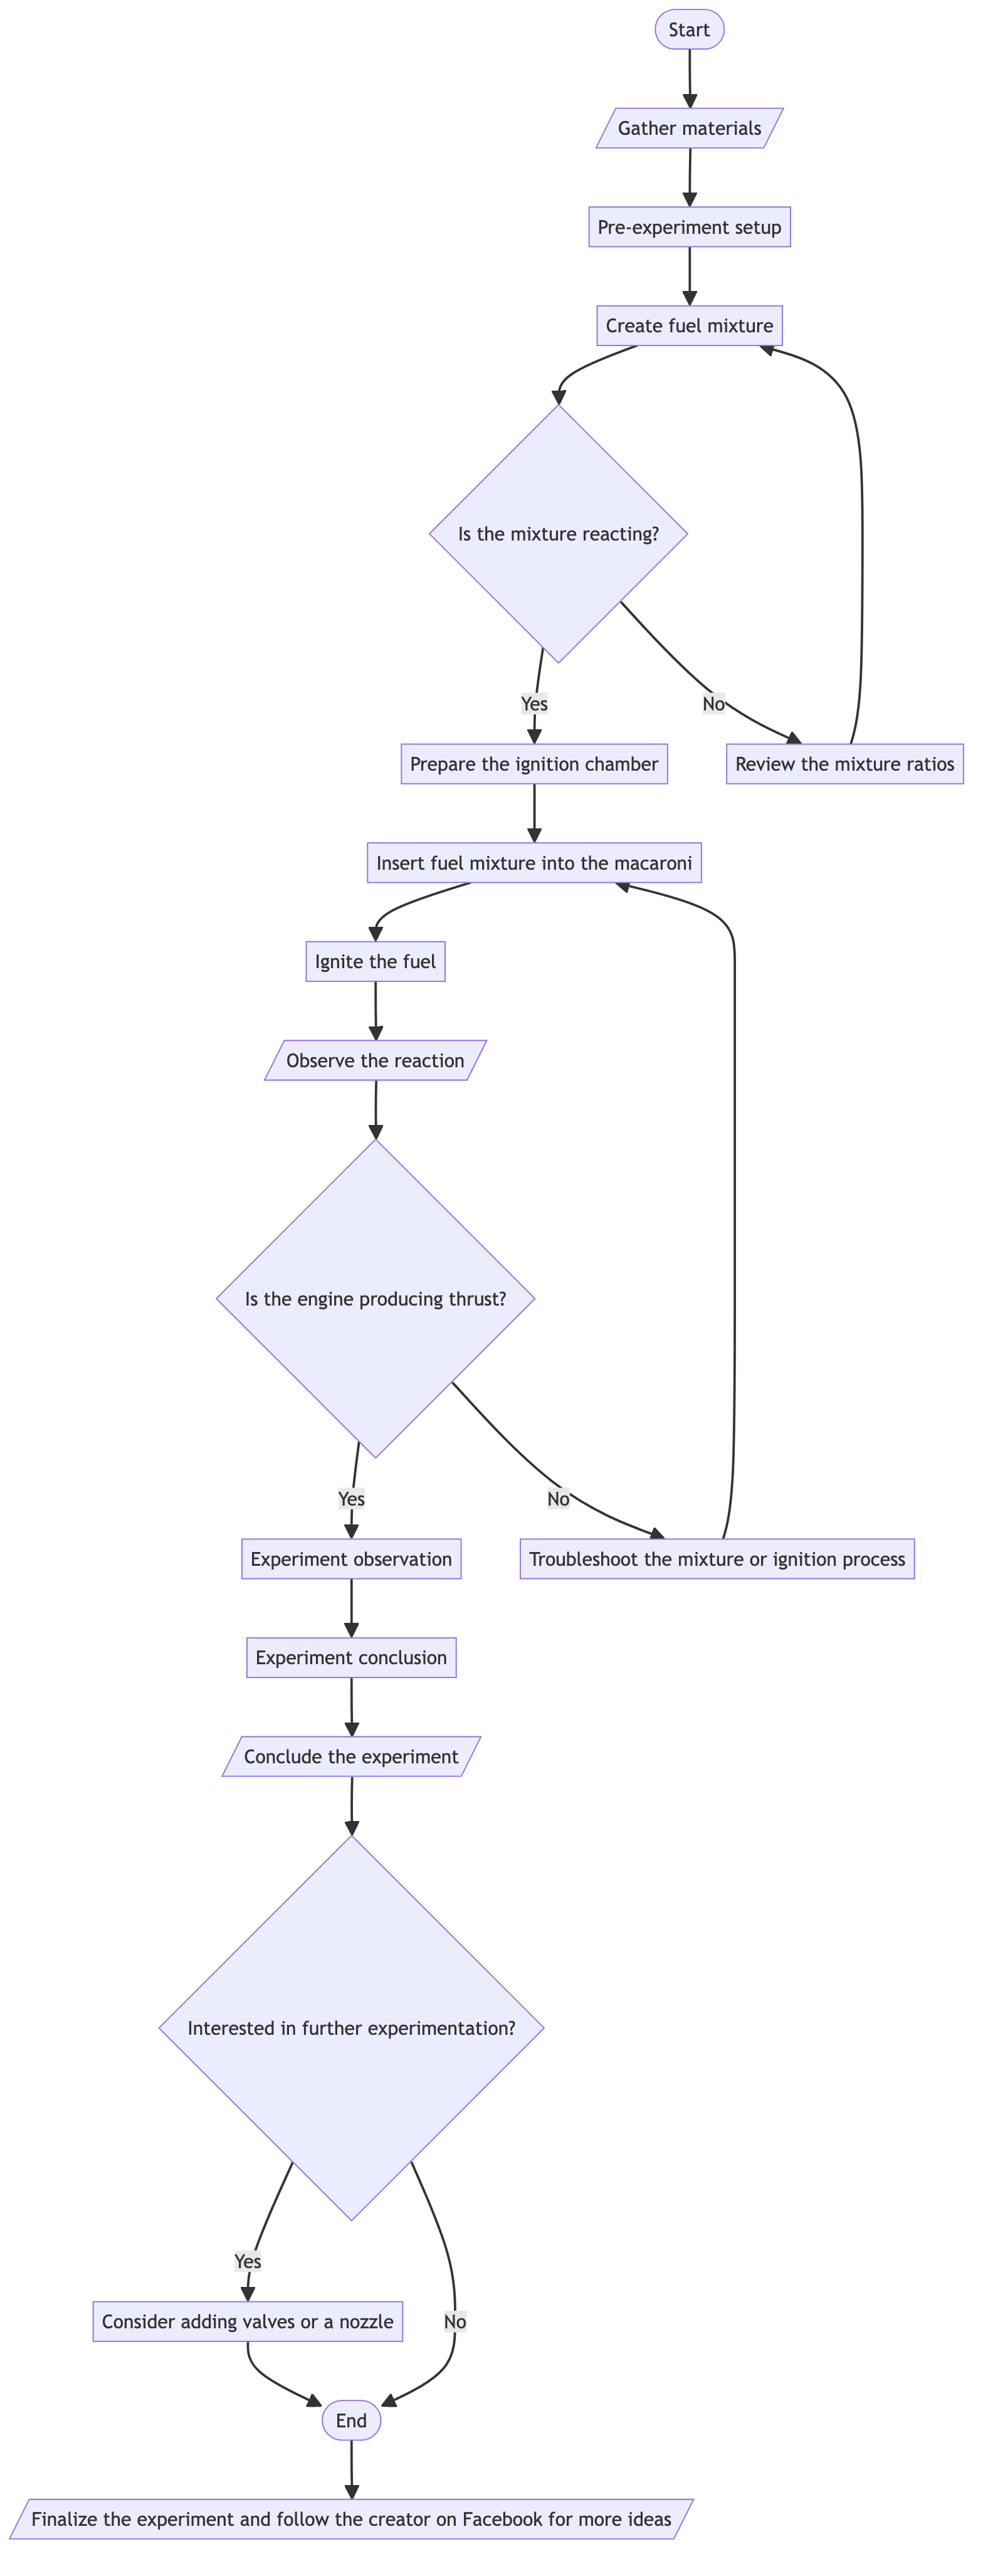 Start
Gather materials
Pre-experiment setup
Create fuel mixture
Is the mixture reacting?
Yes
No
Prepare the ignition chamber
Review the mixture ratios
Insert fuel mixture into the macaroni
Ignite the fuel
Observe the reaction
Is the engine producing thrust?
Yes
No
Experiment observation
Troubleshoot the mixture or ignition process
Experiment conclusion
Conclude the experiment
Interested in further experimentation?
Yes
Consider adding valves or a nozzle
No
End
Finalize the experiment and follow the creator on Facebook for more ideas